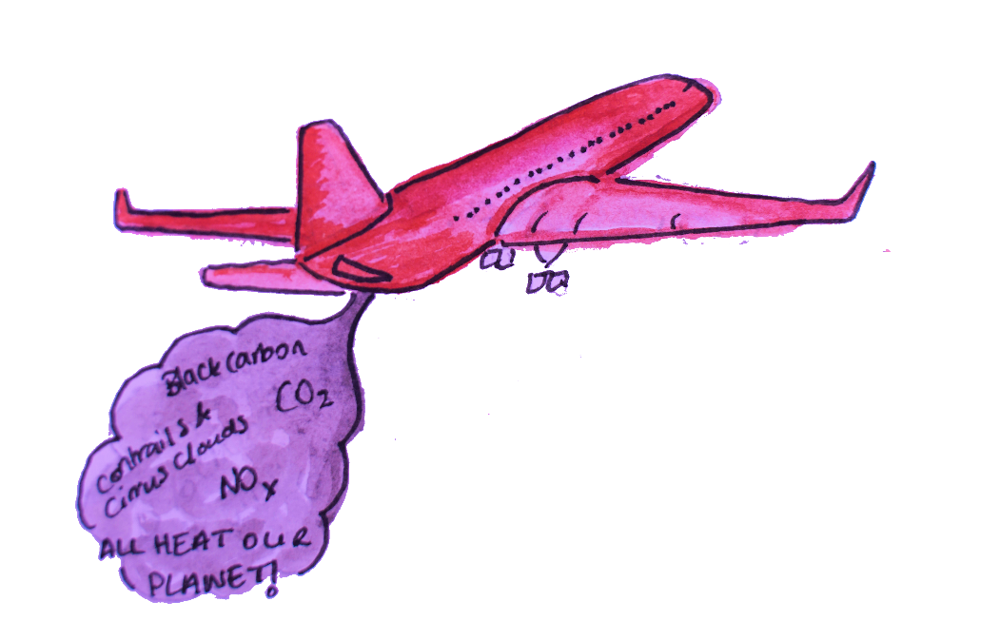 Black Carbon
CO₂
contrails &
Cirrus Clouds
NOx
ALL HEAT OUR
PLANET!